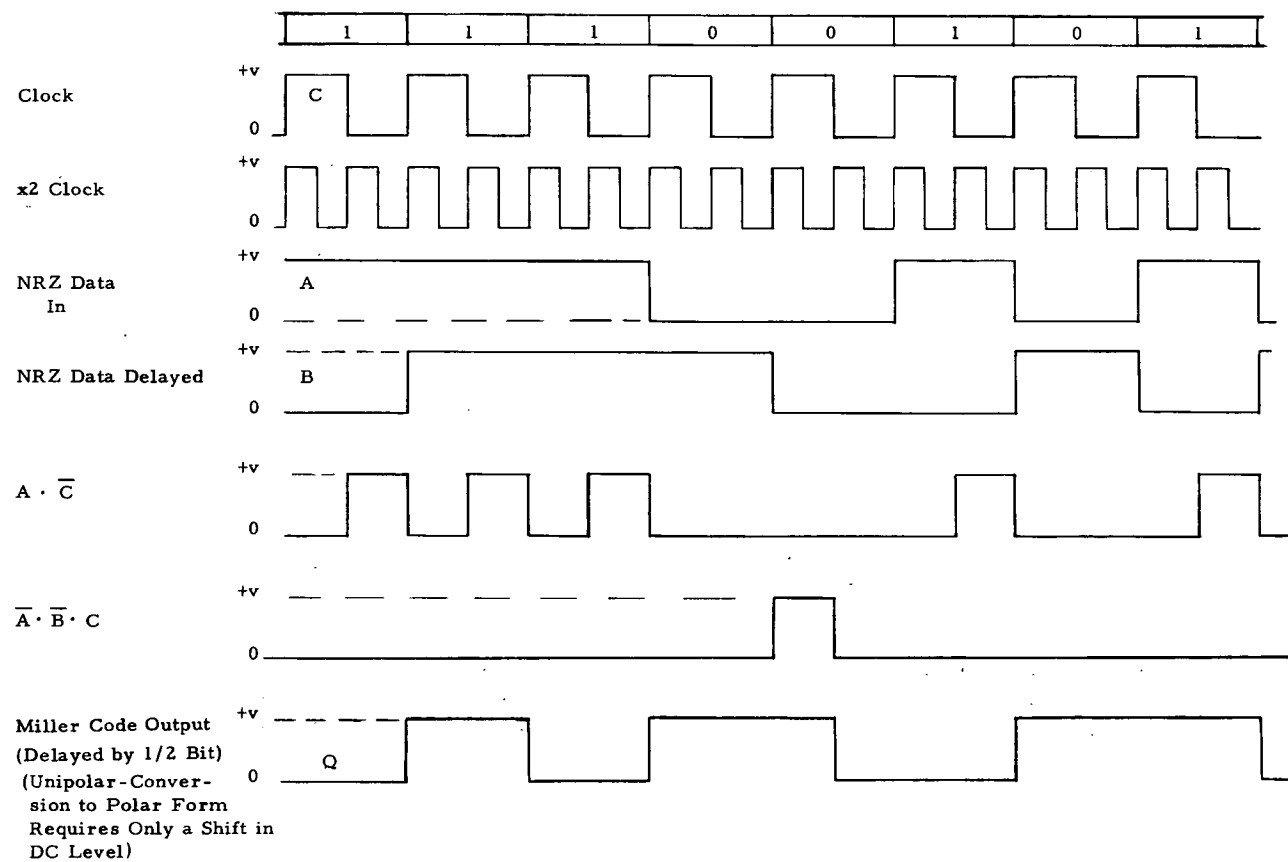 1 1 1 0 0 1 0 1
+v
Clock C
0
+v
x2 Clock
0
+v
NRZ Data A
In
0
+v
NRZ Data Delayed B
0
+v
A · C̅
0
+v
A̅ · B̅ · C
0
+v
Miller Code Output
(Delayed by 1/2 Bit)
Q
0
(Unipolar-Conver-
sion to Polar Form
Requires Only a Shift in
DC Level)